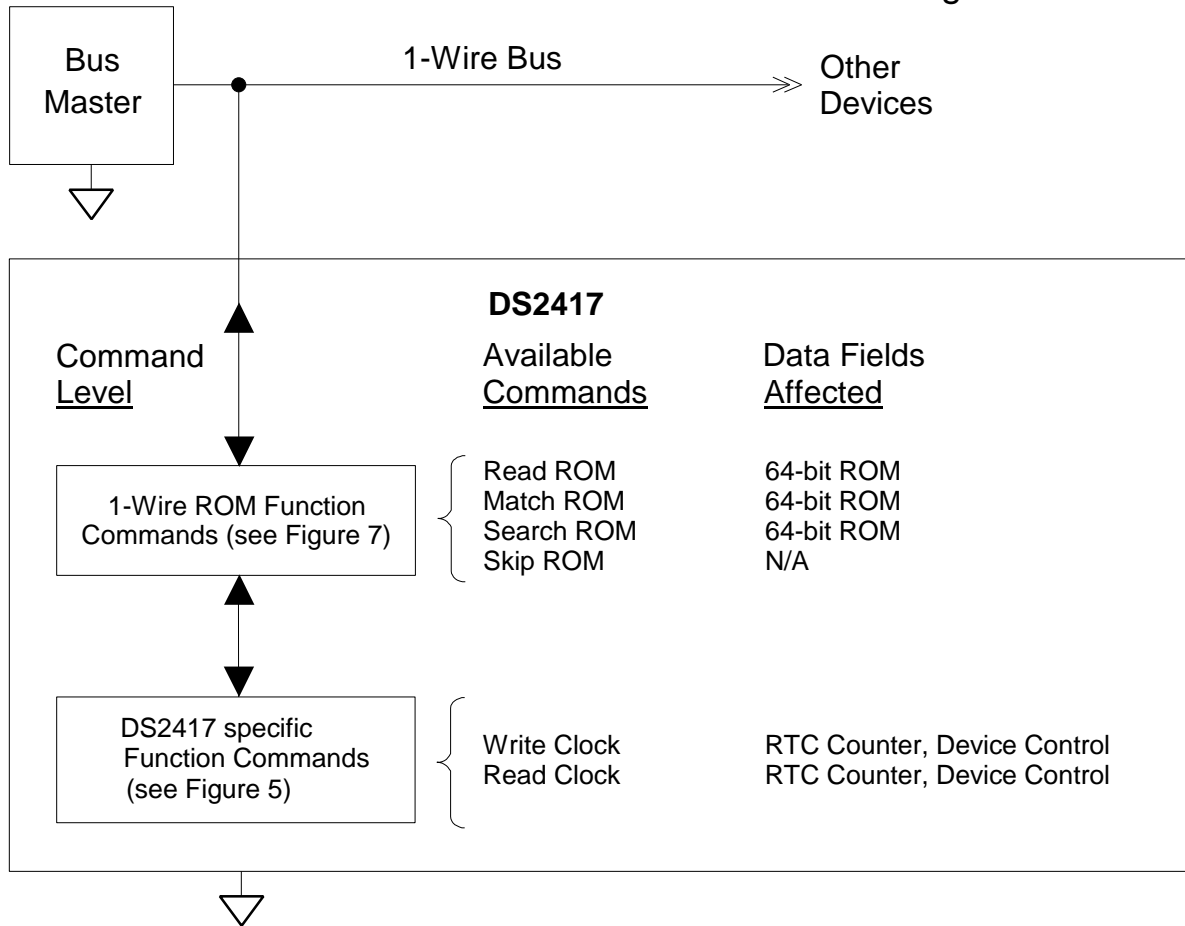 Bus
Master
1-Wire Bus
Other
Devices
DS2417
Command
Level
Available
Commands
Data Fields
Affected
1-Wire ROM Function
Commands (see Figure 7)
Read ROM 64-bit ROM
Match ROM 64-bit ROM
Search ROM 64-bit ROM
Skip ROM N/A
DS2417 specific
Function Commands
(see Figure 5)
Write Clock RTC Counter, Device Control
Read Clock RTC Counter, Device Control